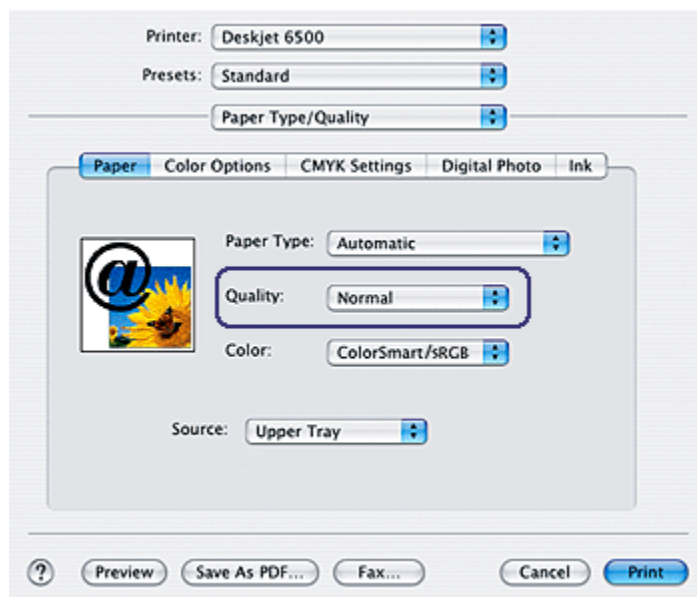 Printer: Deskjet 6500
Presets: Standard
Paper Type/Quality
Paper Color Options CMYK Settings Digital Photo Ink
@
Paper Type: Automatic
Quality: Normal
Color: ColorSmart/sRGB
Source: Upper Tray
? Preview Save As PDF... Fax... Cancel Print